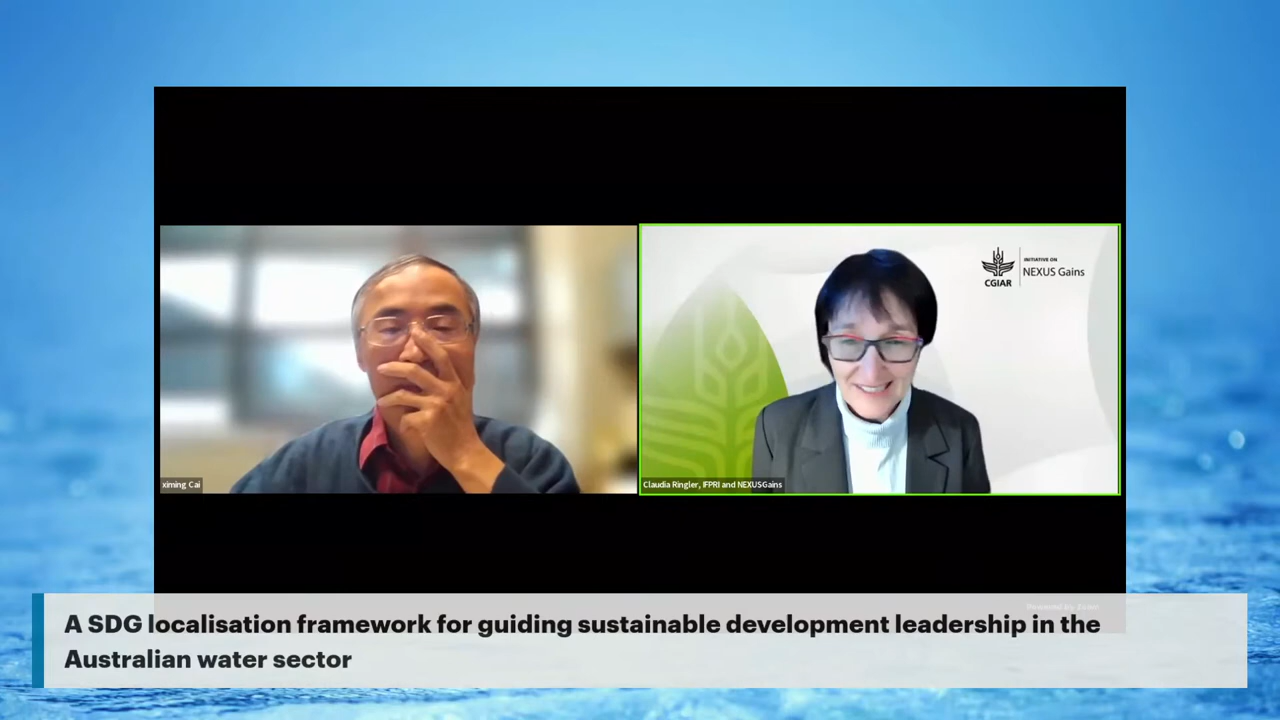 INITIATIVE ON
NEXUS Gains
CGIAR
ximing Cai
Claudia Ringler, IFPRI and NEXUSGains
A SDG localisation framework for guiding sustainable development leadership in the
Australian water sector